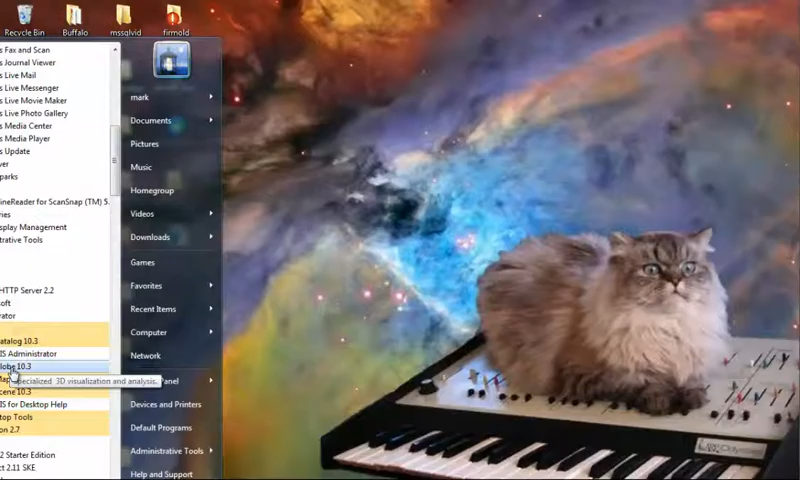 Recycle Bin
Buffalo
mssqlvid
firmold
s Fax and Scan
s Journal Viewer
s Live Mail
s Live Messenger
s Live Movie Maker
s Live Photo Gallery
s Media Center
s Media Player
s Update
ver
parks
ineReader for ScanSnap (TM) 5.
ries
splay Management
trative Tools
HTTP Server 2.2
oft
rator
atalog 10.3
IS Administrator
lobe 10.3
Map
specialized 3D visualization and analysis.
cene 10.3
IS for Desktop Help
top Tools
on 2.7
2 Starter Edition
ct 2.11 SKE
mark
Documents
Pictures
Music
Homegroup
Videos
Downloads
Games
Favorites
Recent Items
Computer
Network
Panel
Devices and Printers
Default Programs
Administrative Tools
Help and Support